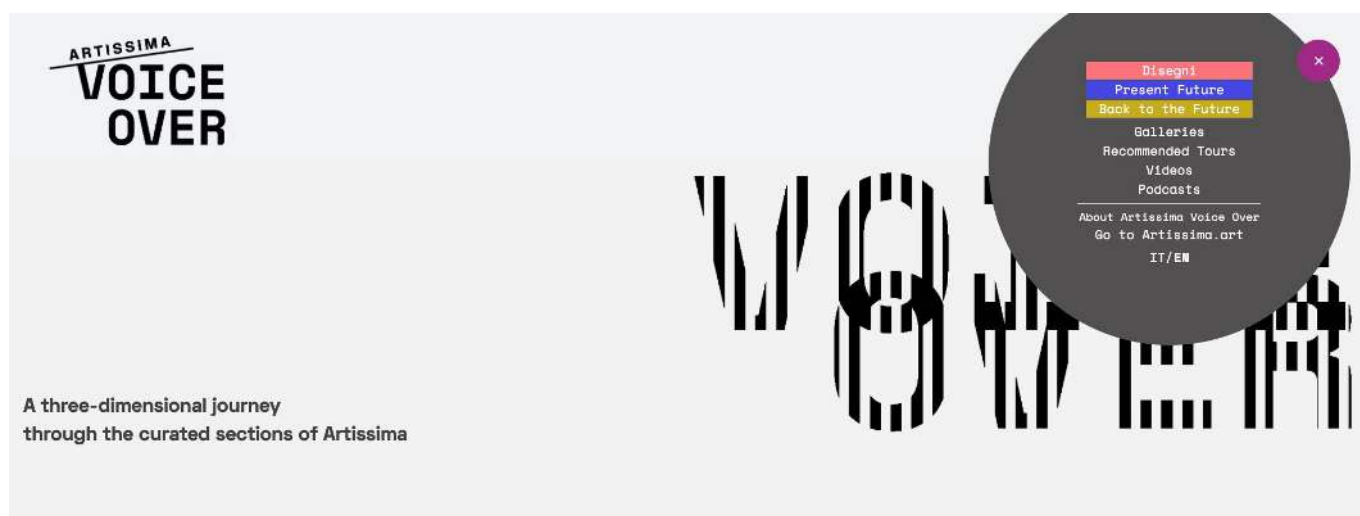 ARTISSIMA
VOICE
OVER
×
Disegni
Present Future
Back to the Future
Galleries
Recommended Tours
Videos
Podcasts
About Artissima Voice Over
Go to Artissima.art
IT/EN
OVER
A three-dimensional journey
through the curated sections of Artissima